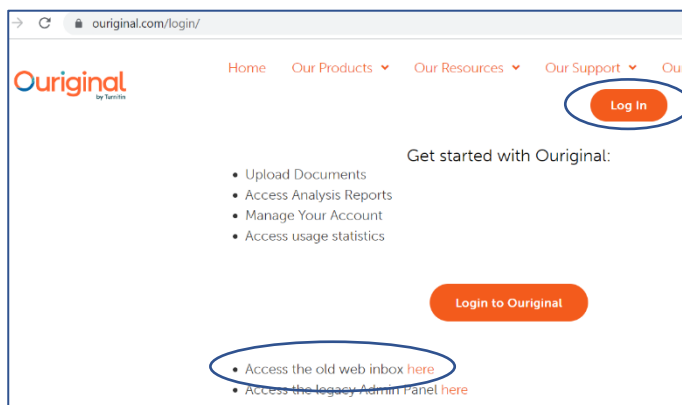 ouriginal.com/login/
Home Our Products Our Resources Our Support Ou
Ouriginal
by Turnitin
Log In
Get started with Ouriginal:
• Upload Documents
• Access Analysis Reports
• Manage Your Account
• Access usage statistics
Login to Ouriginal
• Access the old web inbox here
• Access the legacy Admin Panel here